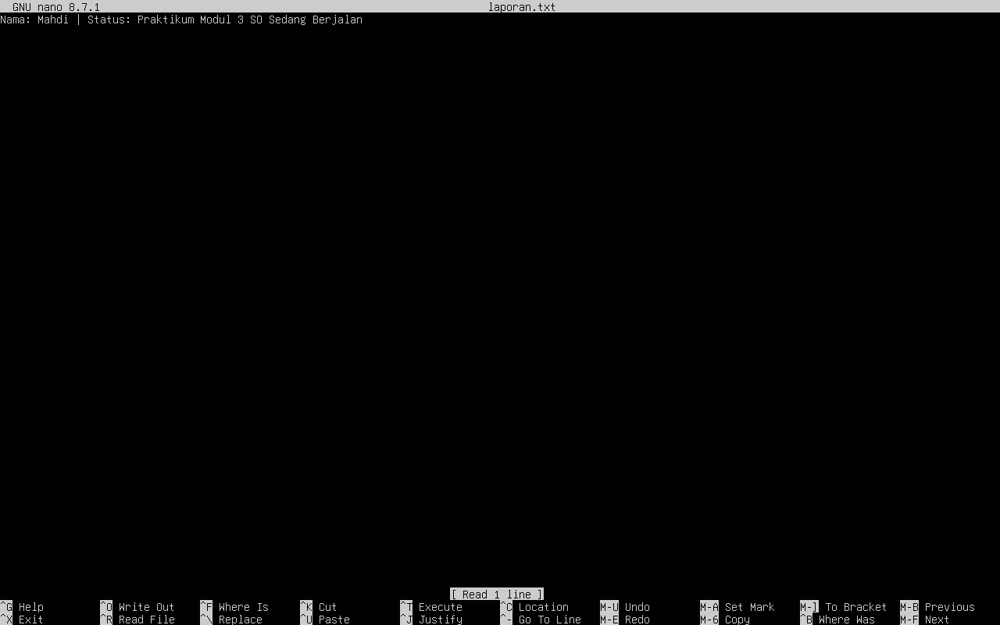 GNU nano 8.7.1 laporan.txt
Nama: Mahdi | Status: Praktikum Modul 3 SO Sedang Berjalan
[ Read 1 line ]
^G Help ^O Write Out ^F Where Is ^K Cut ^T Execute ^C Location M-U Undo M-A Set Mark M-] To Bracket M-B Previous
^X Exit ^R Read File ^\ Replace ^U Paste ^J Justify ^- Go To Line M-E Redo M-6 Copy ^B Where Was M-F Next